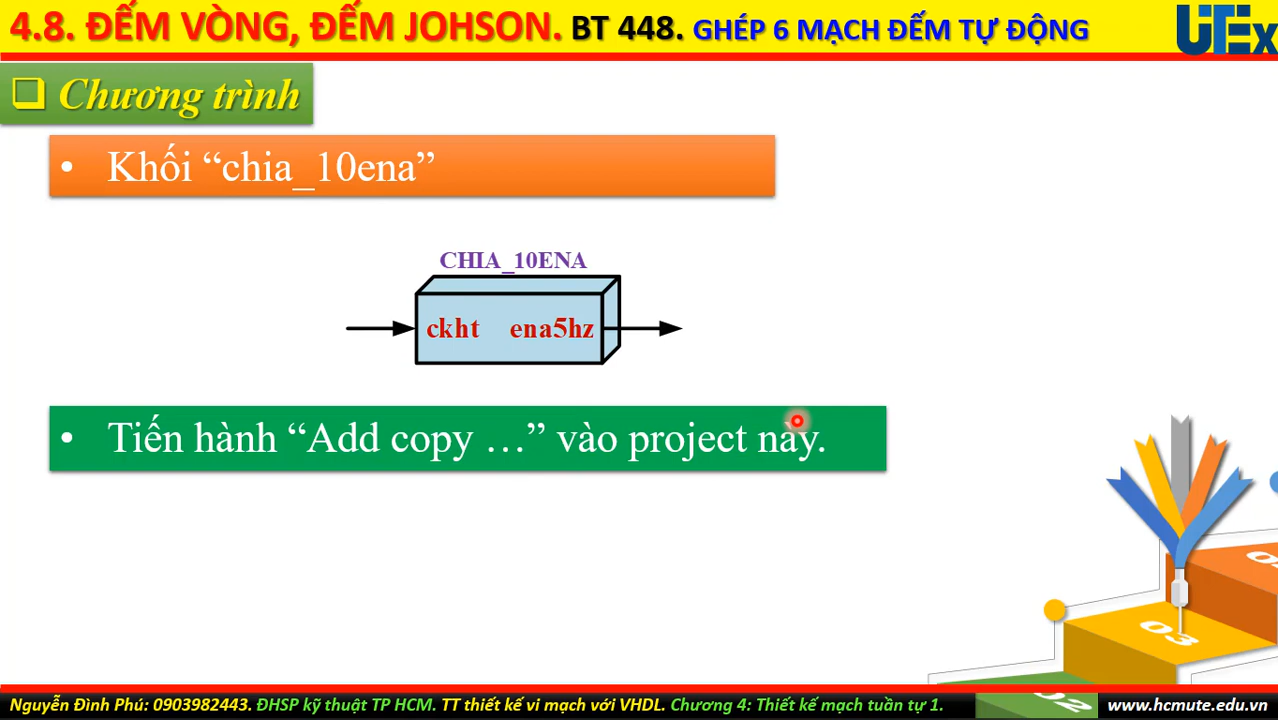 4.8. ĐẾM VÒNG, ĐẾM JOHSON. BT 448. GHÉP 6 MẠCH ĐẾM TỰ ĐỘNG
UTEx
❑ Chương trình
• Khối “chia_10ena”
CHIA_10ENA
ckht ena5hz
• Tiến hành “Add copy …” vào project này.
03
Nguyễn Đình Phú: 0903982443. ĐHSP kỹ thuật TP HCM. TT thiết kế vi mạch với VHDL. Chương 4: Thiết kế mạch tuần tự 1.
www.hcmute.edu.vn